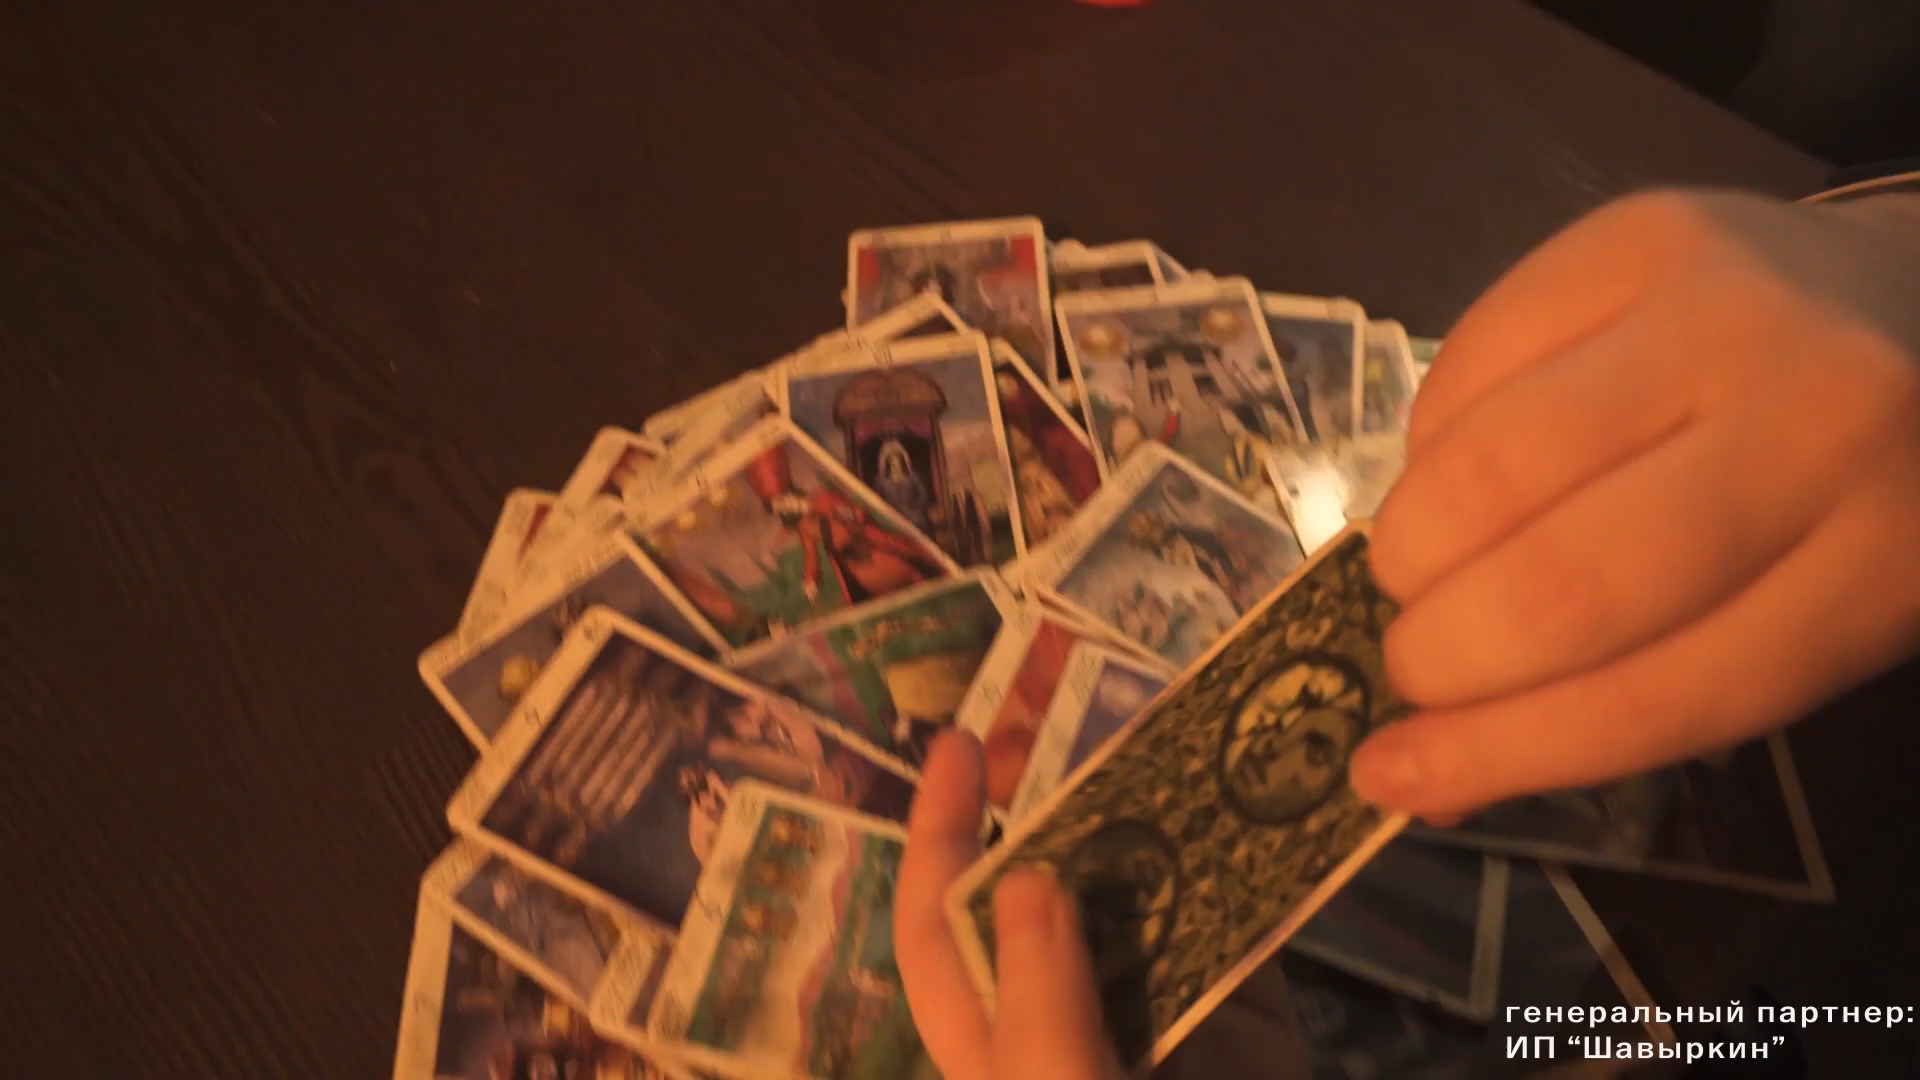 генеральный партнер:
ИП “Шавыркин”